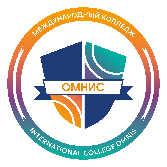 МЕЖДУНАРОДНЫЙ КОЛЛЕДЖ
ОМНИС
INTERNATIONAL COLLEGE OMNIS